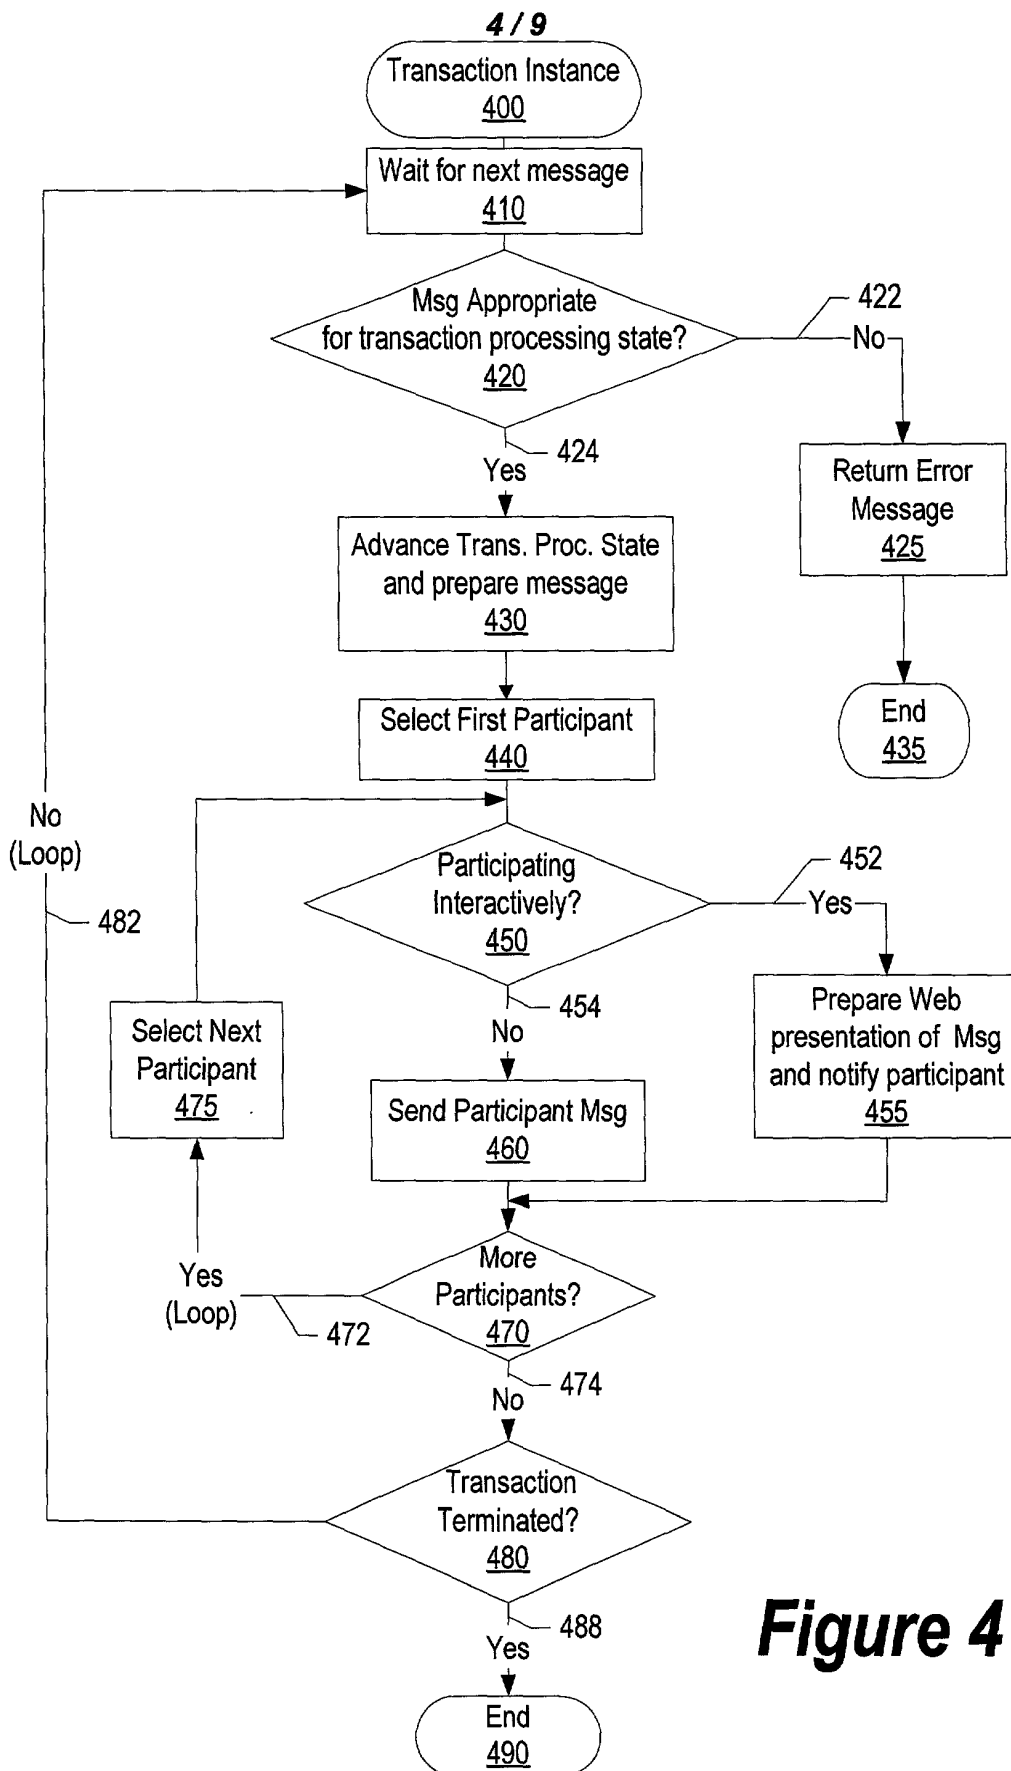 4 / 9
Transaction Instance
400
Wait for next message
410
Msg Appropriate
for transaction processing state?
420
422
No
424
Yes
Return Error
Message
425
Advance Trans. Proc. State
and prepare message
430
End
435
Select First Participant
440
No
(Loop)
482
Participating
Interactively?
450
452
Yes
454
No
Select Next
Participant
475
Prepare Web
presentation of Msg
and notify participant
455
Send Participant Msg
460
More
Participants?
470
Yes
(Loop)
472
474
No
Transaction
Terminated?
480
488
Yes
Figure 4
End
490